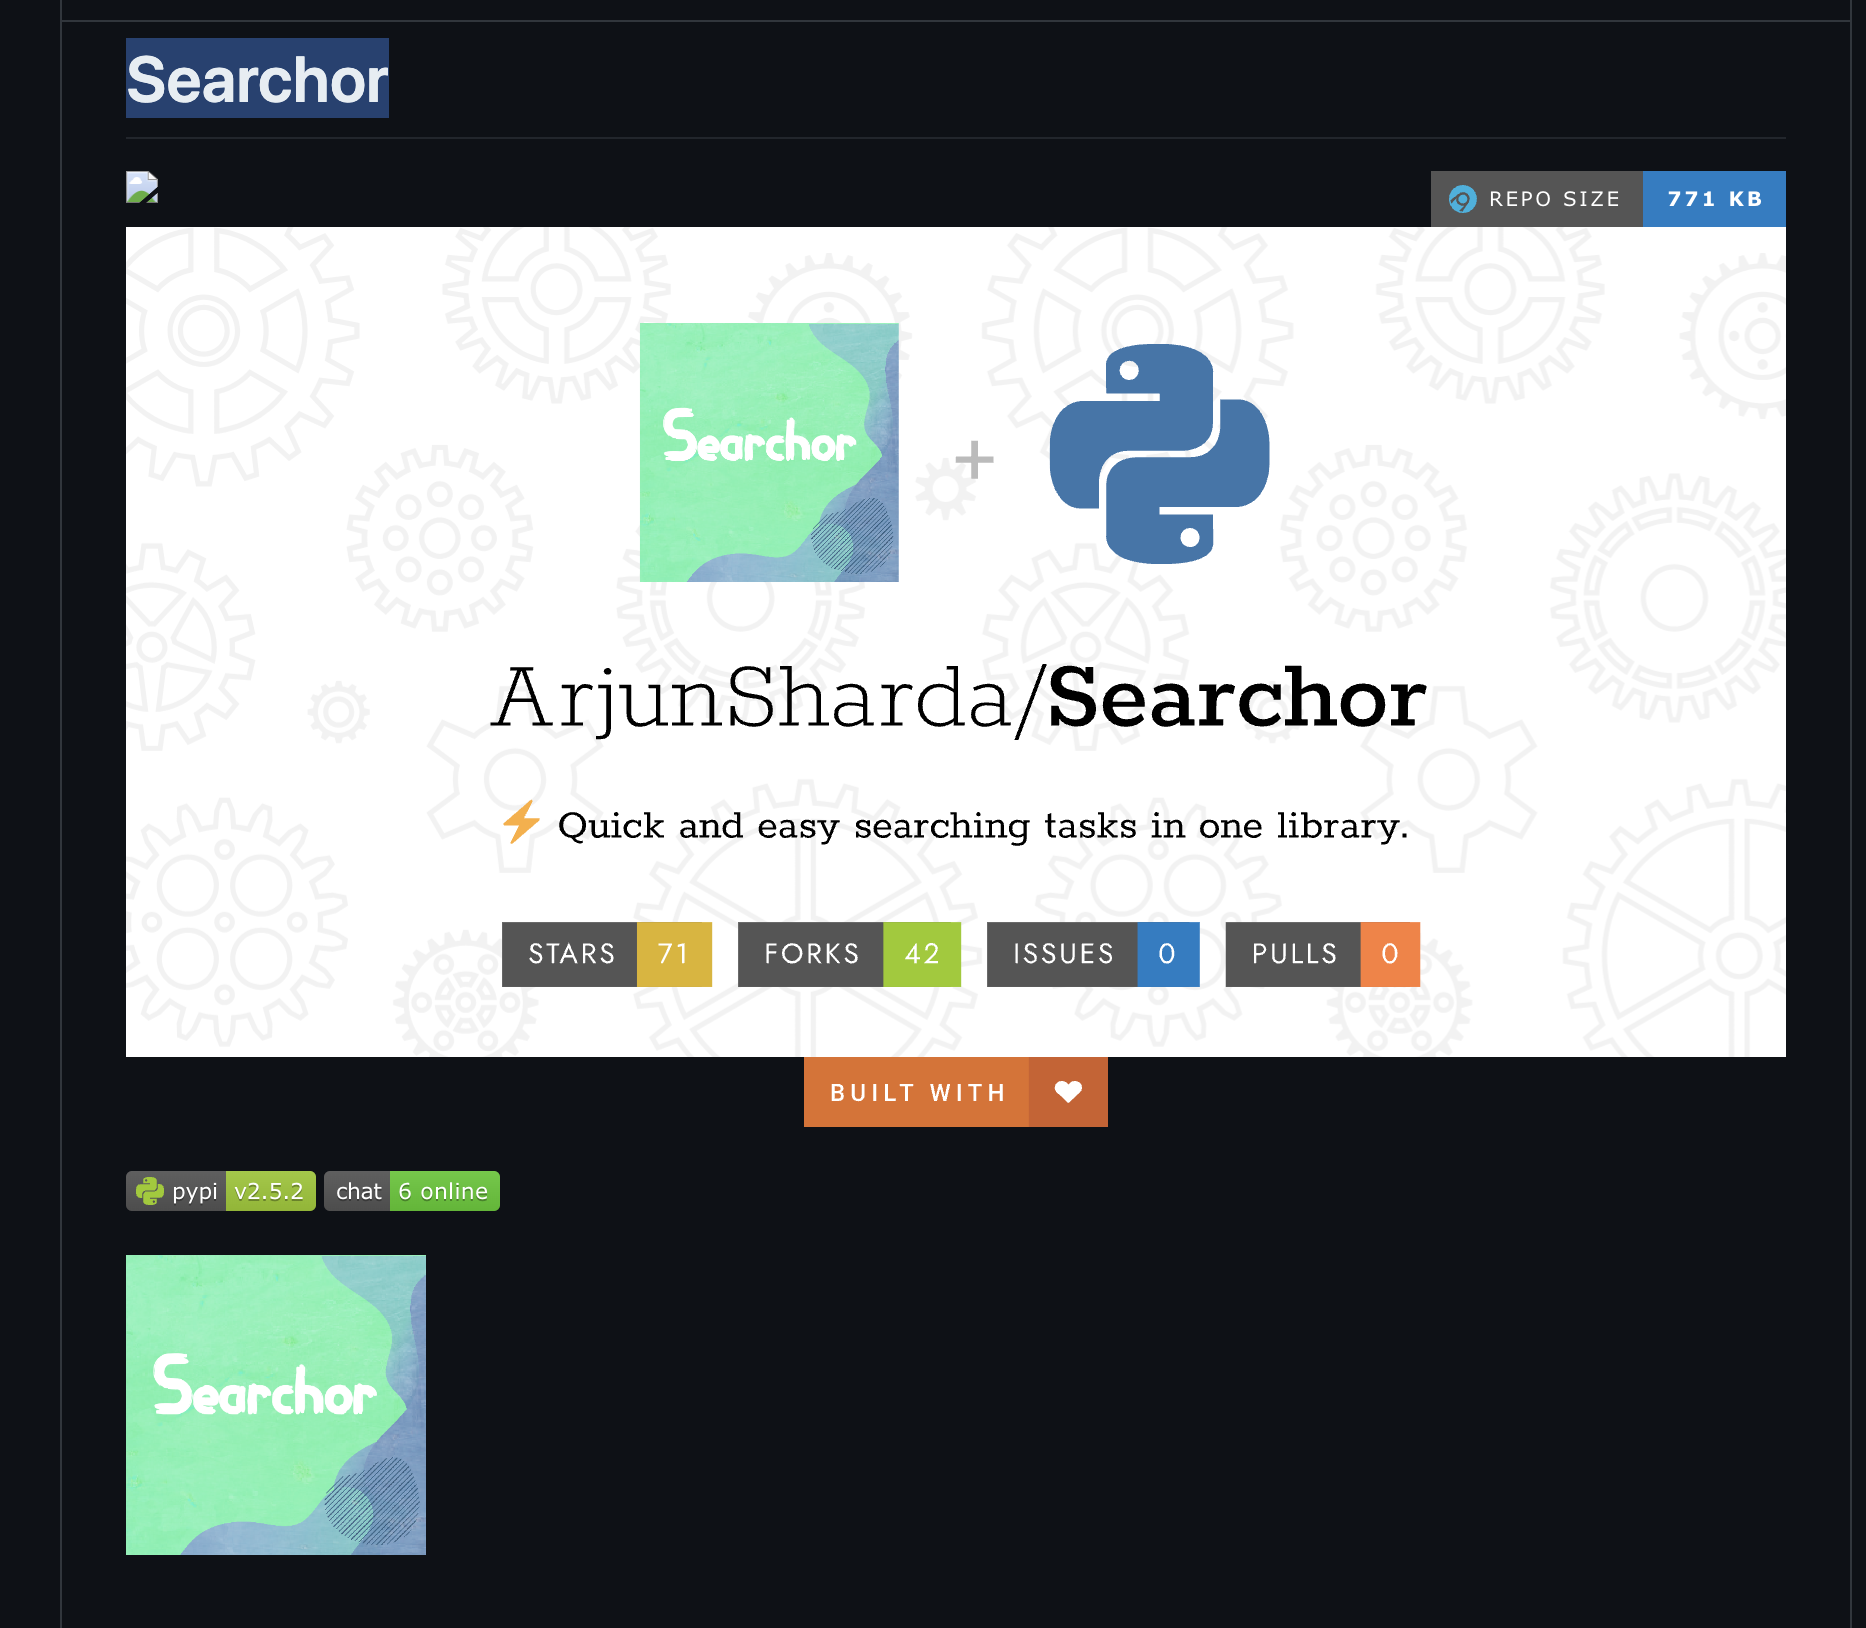 Searchor
REPO SIZE 771 KB
Searchor
+
ArjunSharda/Searchor
⚡ Quick and easy searching tasks in one library.
STARS 71 FORKS 42 ISSUES 0 PULLS 0
BUILT WITH ♥
pypi v2.5.2 chat 6 online
Searchor